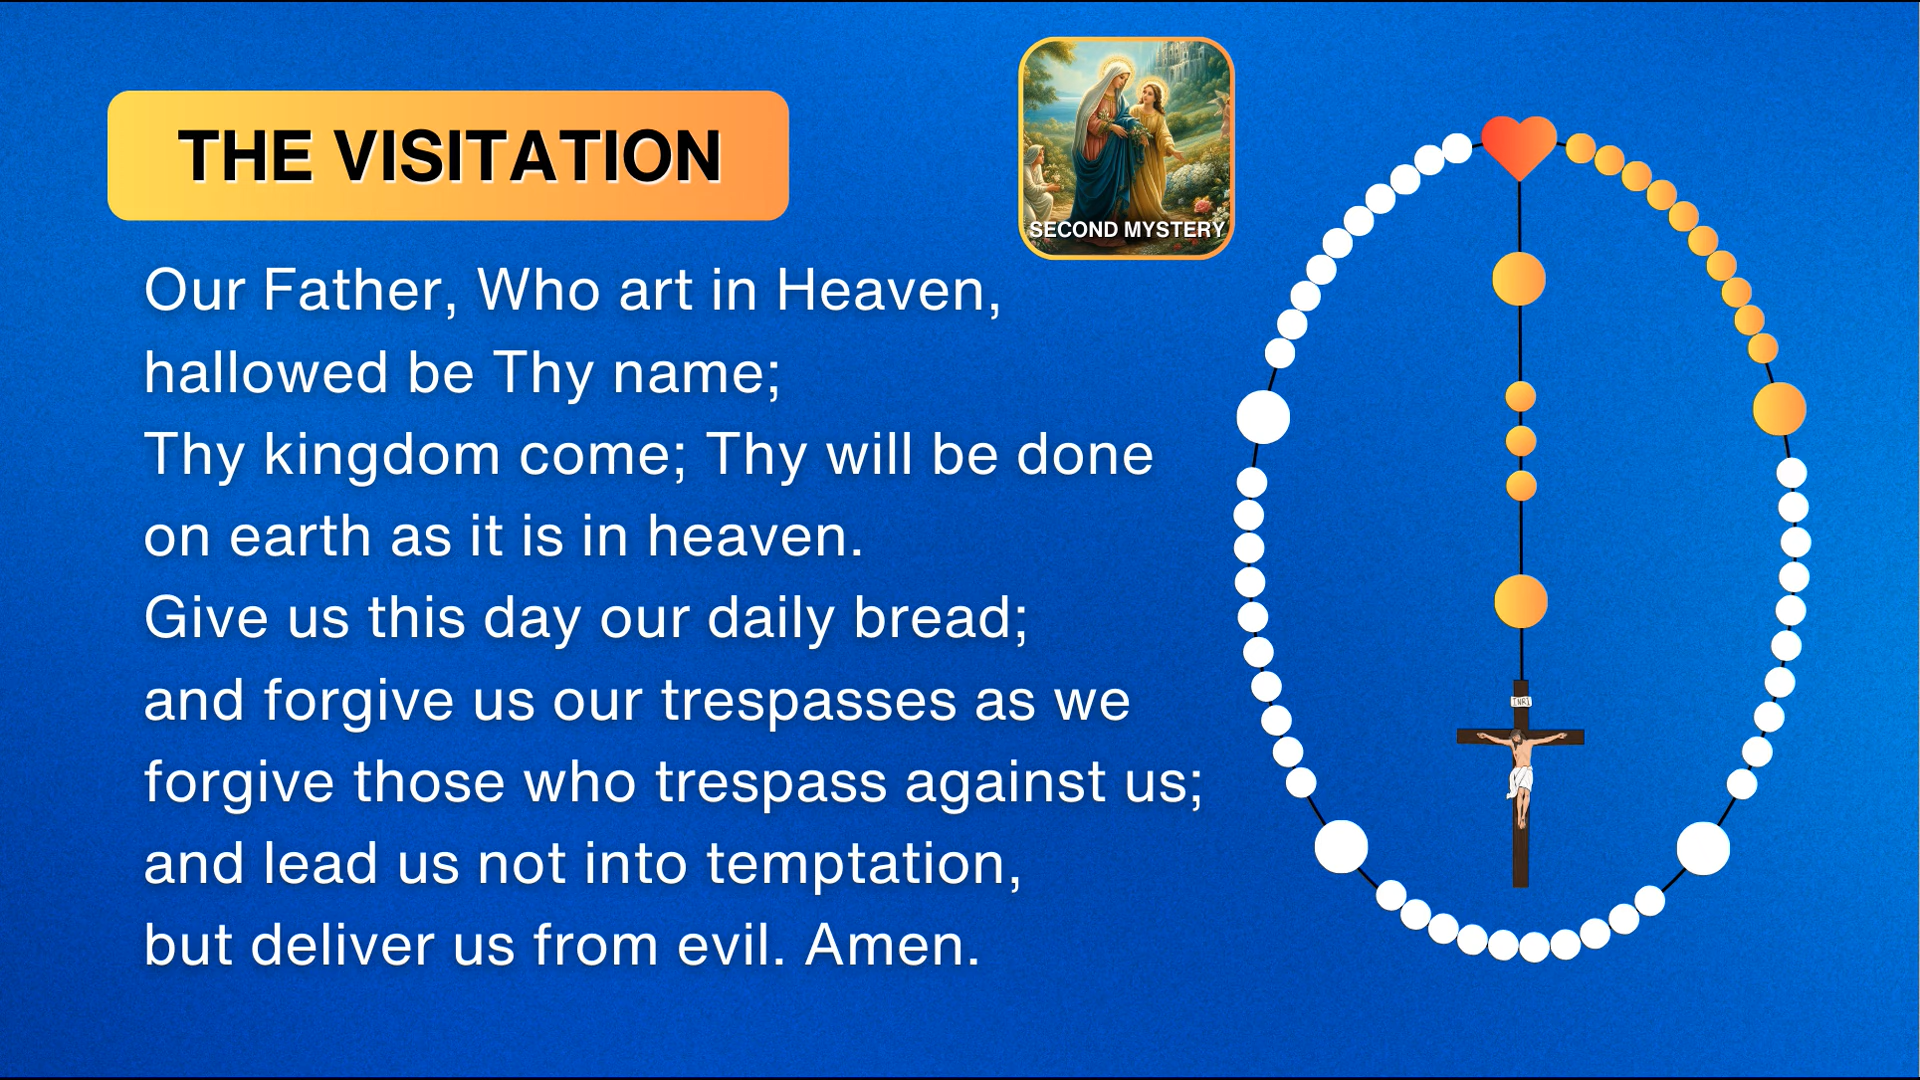 THE VISITATION
SECOND MYSTERY
Our Father, Who art in Heaven,
hallowed be Thy name;
Thy kingdom come; Thy will be done
on earth as it is in heaven.
Give us this day our daily bread;
and forgive us our trespasses as we
forgive those who trespass against us;
and lead us not into temptation,
but deliver us from evil. Amen.
INRI